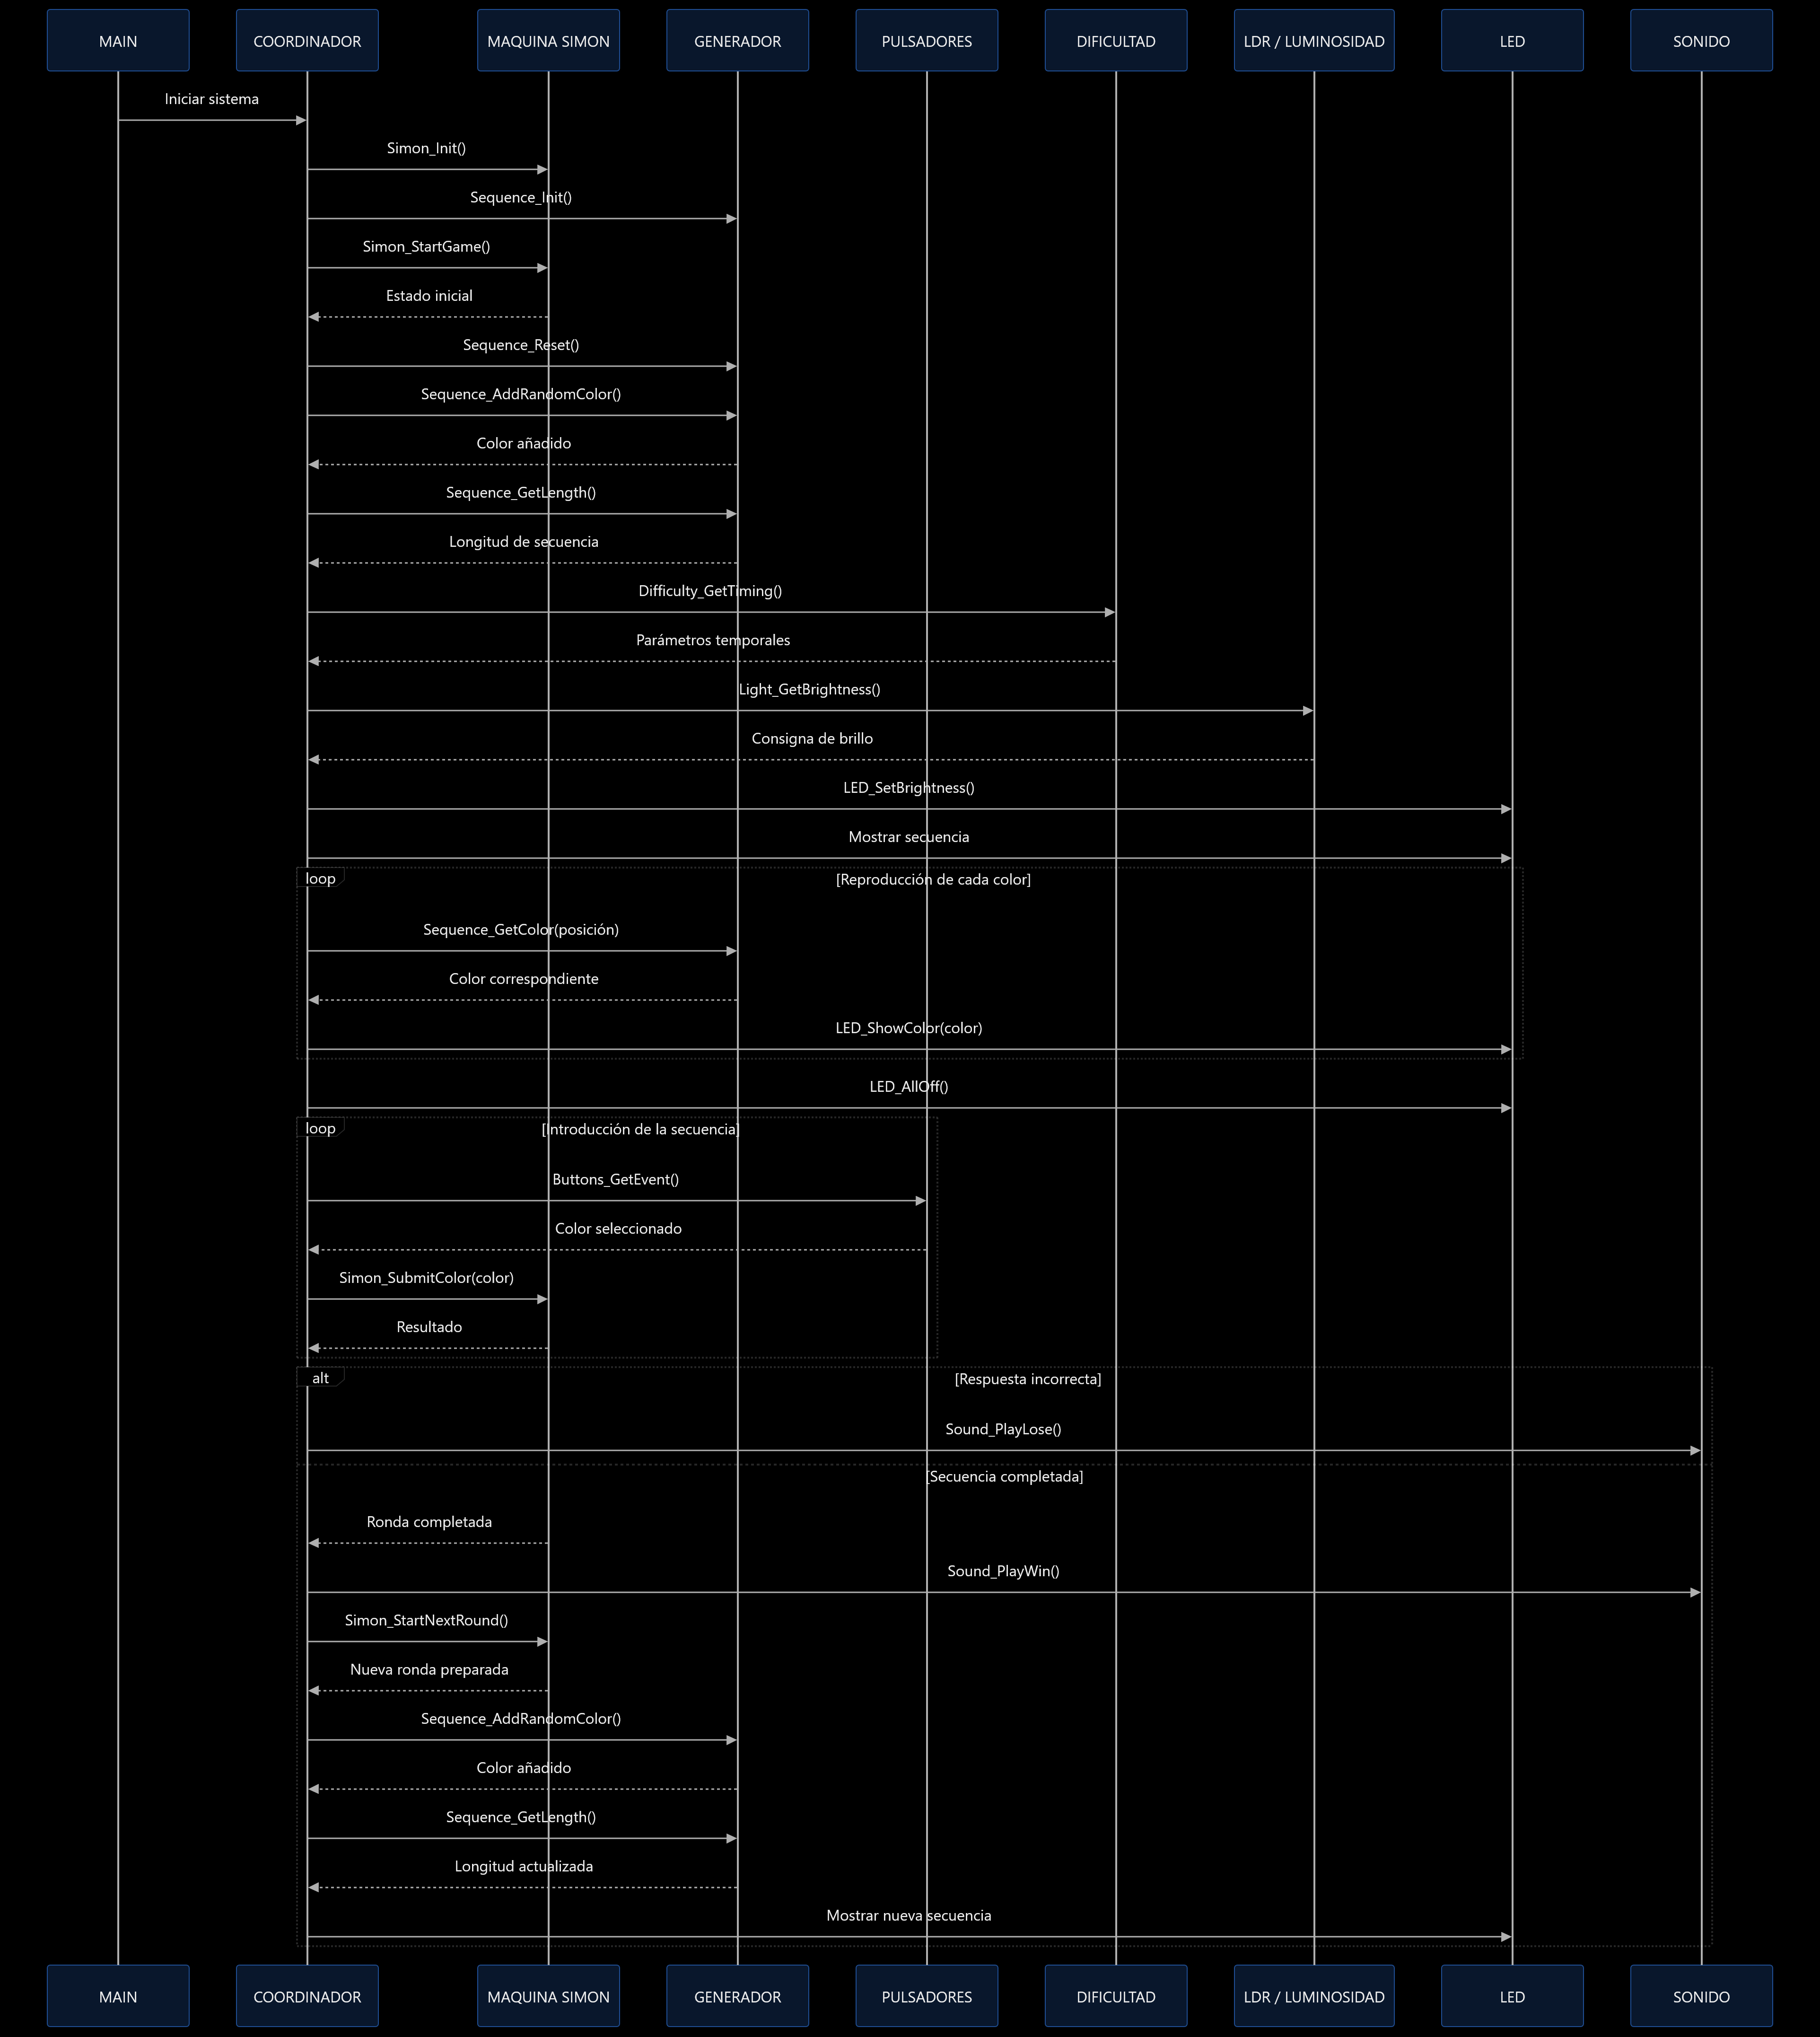 MAIN
COORDINADOR
MAQUINA SIMON
GENERADOR
PULSADORES
DIFICULTAD
LDR / LUMINOSIDAD
LED
SONIDO
Iniciar sistema
Simon_Init()
Sequence_Init()
Simon_StartGame()
Estado inicial
Sequence_Reset()
Sequence_AddRandomColor()
Color añadido
Sequence_GetLength()
Longitud de secuencia
Difficulty_GetTiming()
Parámetros temporales
Light_GetBrightness()
Consigna de brillo
LED_SetBrightness()
Mostrar secuencia
loop
[Reproducción de cada color]
Sequence_GetColor(posición)
Color correspondiente
LED_ShowColor(color)
LED_AllOff()
loop
[Introducción de la secuencia]
Buttons_GetEvent()
Color seleccionado
Simon_SubmitColor(color)
Resultado
alt
[Respuesta incorrecta]
Sound_PlayLose()
[Secuencia completada]
Ronda completada
Sound_PlayWin()
Simon_StartNextRound()
Nueva ronda preparada
Sequence_AddRandomColor()
Color añadido
Sequence_GetLength()
Longitud actualizada
Mostrar nueva secuencia
MAIN
COORDINADOR
MAQUINA SIMON
GENERADOR
PULSADORES
DIFICULTAD
LDR / LUMINOSIDAD
LED
SONIDO